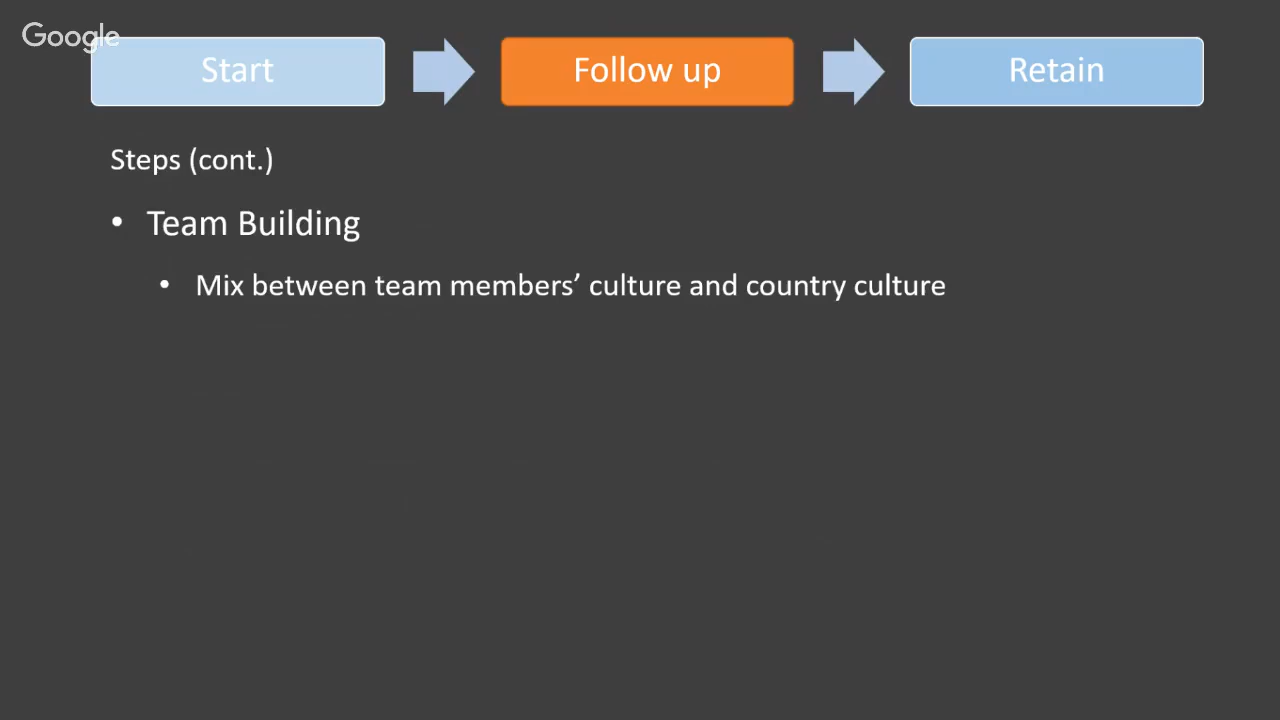 Google
Start
Follow up
Retain
Steps (cont.)
• Team Building
• Mix between team members’ culture and country culture